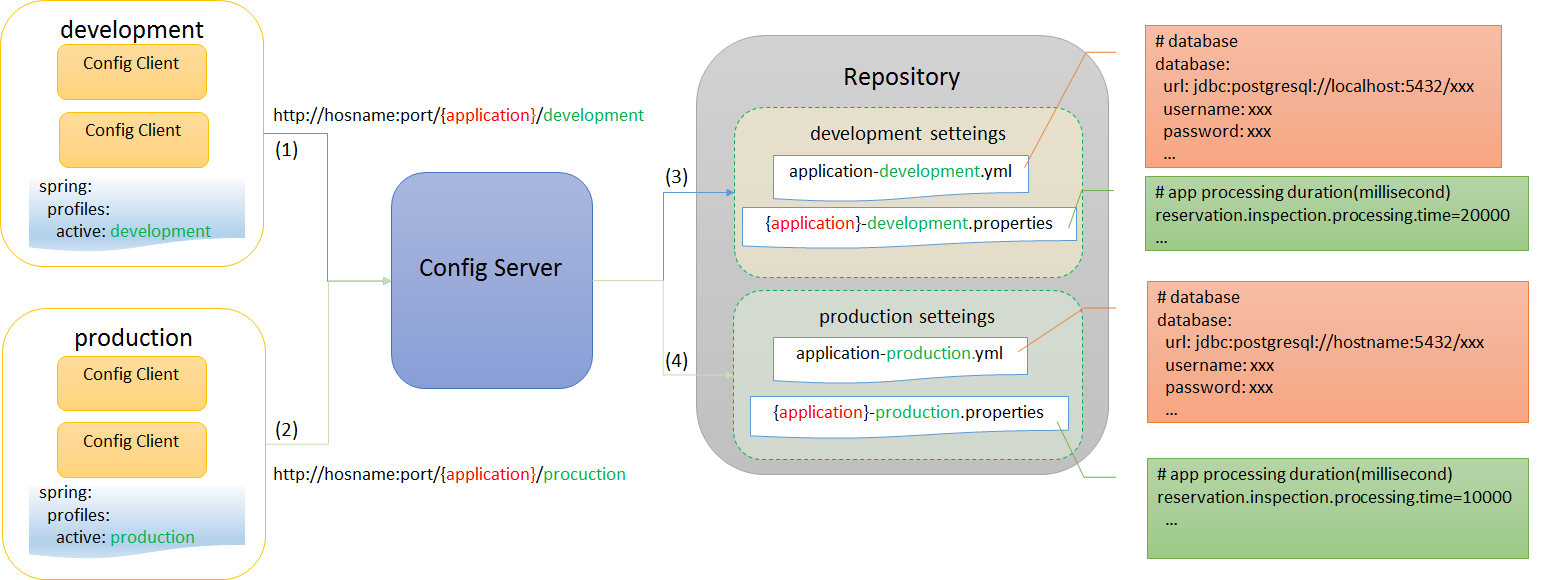 development
Config Client
Config Client
spring:
profiles:
active: development
production
Config Client
Config Client
spring:
profiles:
active: production
http://hosname:port/{application}/development
(1)
(2)
http://hosname:port/{application}/procuction
Config Server
(3)
(4)
Repository
development setteings
application-development.yml
{application}-development.properties
production setteings
application-production.yml
{application}-production.properties
# database
database:
url: jdbc:postgresql://localhost:5432/xxx
username: xxx
password: xxx
...
# app processing duration(millisecond)
reservation.inspection.processing.time=20000
...
# database
database:
url: jdbc:postgresql://hostname:5432/xxx
username: xxx
password: xxx
...
# app processing duration(millisecond)
reservation.inspection.processing.time=10000
...